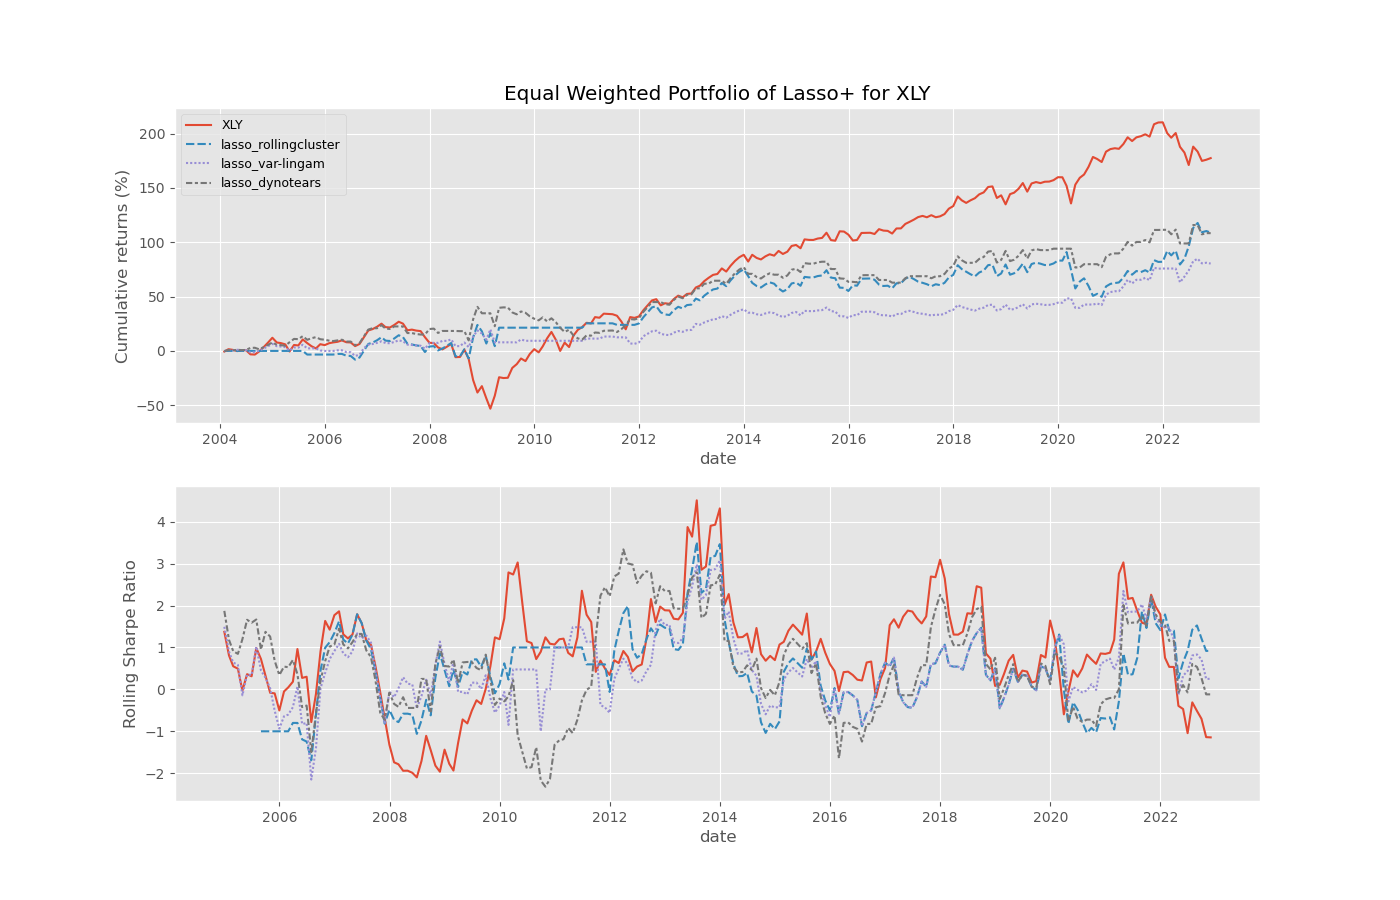 Equal Weighted Portfolio of Lasso+ for XLY
XLY
lasso_rollingcluster
lasso_var-lingam
lasso_dynotears
Cumulative returns (%)
200
150
100
50
0
−50
2004 2006 2008 2010 2012 2014 2016 2018 2020 2022
date
Rolling Sharpe Ratio
4
3
2
1
0
−1
−2
2006 2008 2010 2012 2014 2016 2018 2020 2022
date